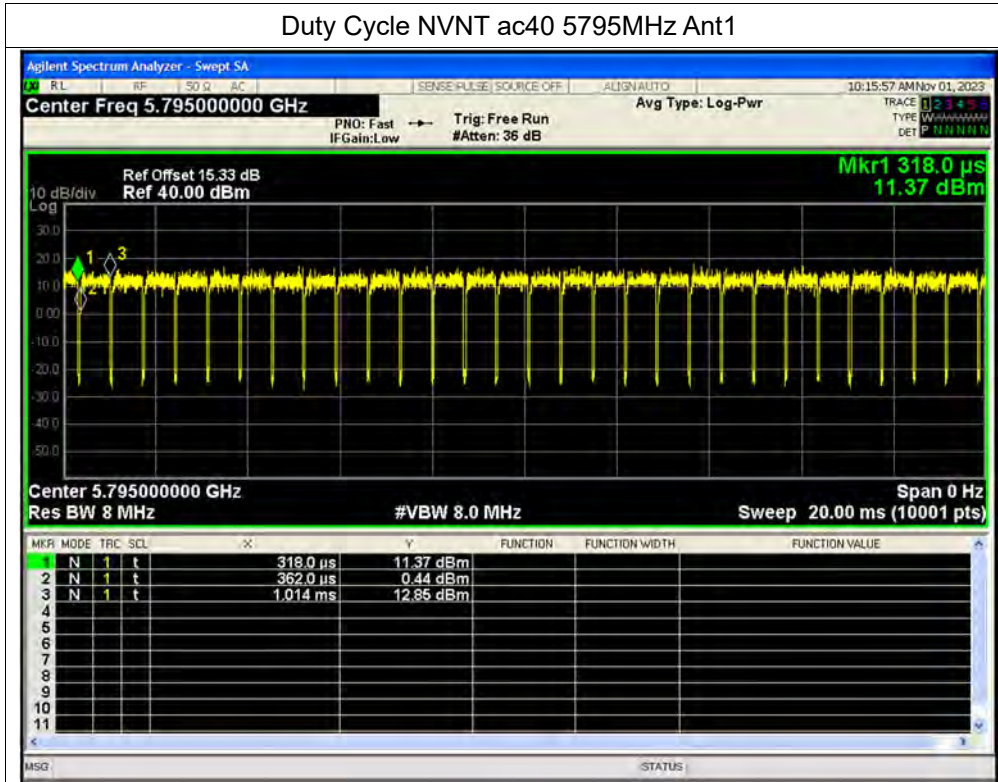 Duty Cycle NVNT ac40 5795MHz Ant1
Agilent Spectrum Analyzer - Swept SA
LXI RL RF 50 Ω AC SENSE:PULSE SOURCE OFF ALIGNAUTO 10:15:57 AM Nov 01, 2023
Center Freq 5.795000000 GHz Avg Type: Log-Pwr TRACE 1 2 3 4 5 6
PNO: Fast Trig: Free Run TYPE W
IFGain:Low #Atten: 36 dB DET P N N N N N
Mkr1 318.0 µs
11.37 dBm
Ref Offset 15.33 dB
10 dB/div Ref 40.00 dBm
Log
30.0
20.0
10.0
0.00
-10.0
-20.0
-30.0
-40.0
-50.0
1
2
3
Center 5.795000000 GHz Span 0 Hz
Res BW 8 MHz #VBW 8.0 MHz Sweep 20.00 ms (10001 pts)
MKR MODE TRC SCL X Y FUNCTION FUNCTION WIDTH FUNCTION VALUE
1 N 1 t 318.0 µs 11.37 dBm
2 N 1 t 362.0 µs 0.44 dBm
3 N 1 t 1.014 ms 12.85 dBm
4
5
6
7
8
9
10
11
MSG STATUS